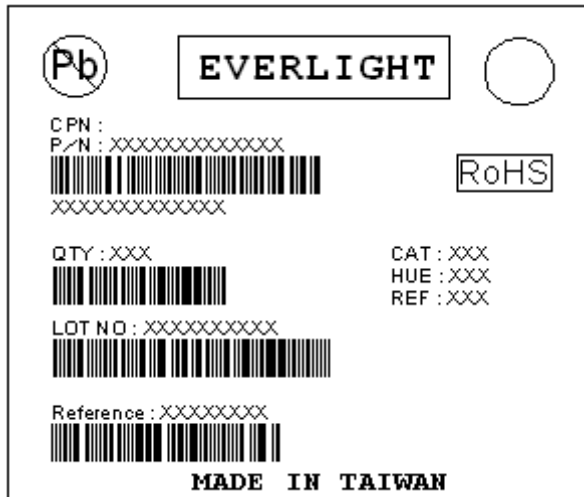 Pb
EVERLIGHT
CPN :
P/N : XXXXXXXXXXXXX
RoHS
XXXXXXXXXXXXX
QTY : XXX
CAT : XXX
HUE : XXX
REF : XXX
LOT NO : XXXXXXXXXX
Reference : XXXXXXXX
MADE IN TAIWAN